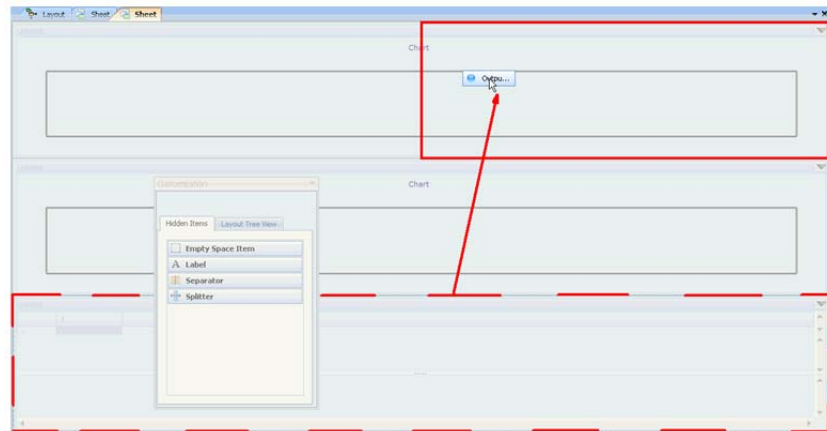 Layout Sheet Sheet
Chart
Outpu...
Chart
Customization
Hidden Items Layout Tree View
Empty Space Item
A Label
Separator
Splitter